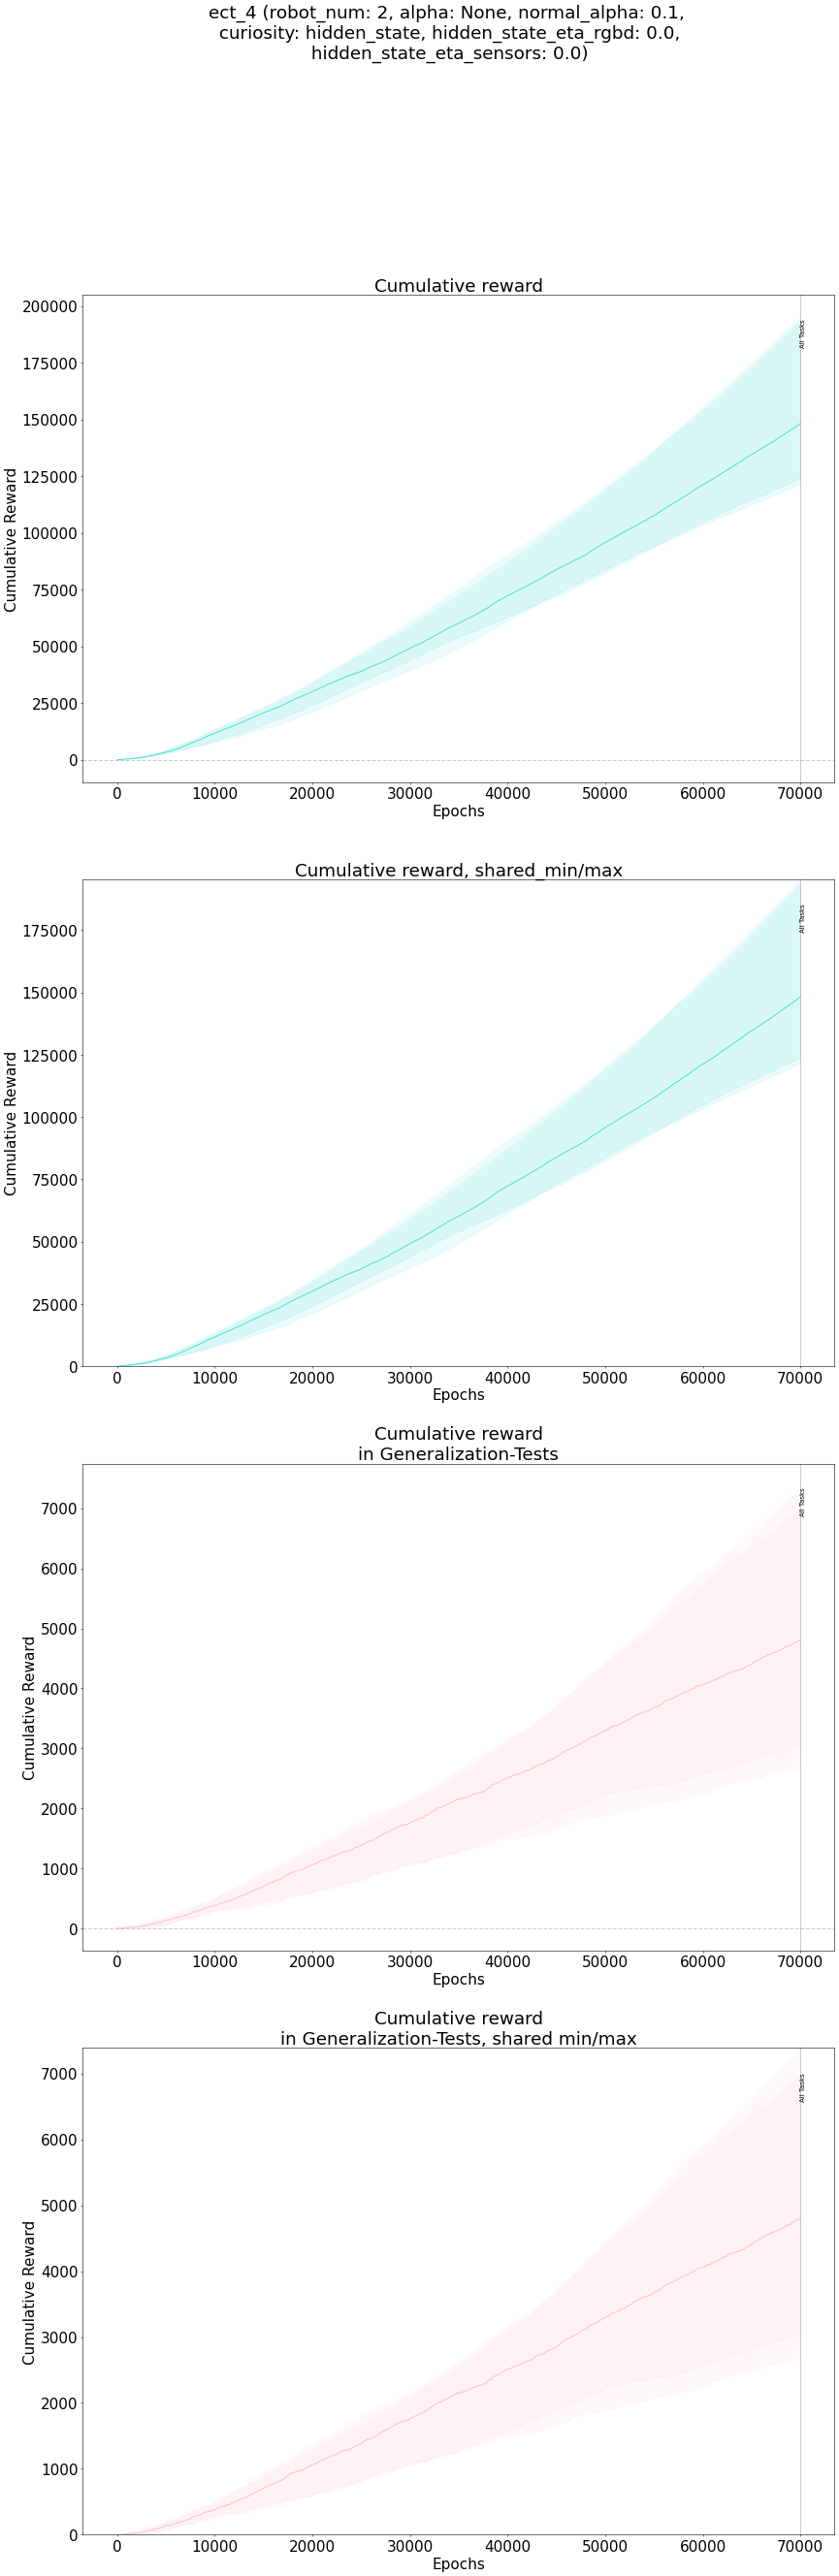 ect_4 (robot_num: 2, alpha: None, normal_alpha: 0.1,
curiosity: hidden_state, hidden_state_eta_rgbd: 0.0,
hidden_state_eta_sensors: 0.0)
Cumulative reward
200000
175000
150000
125000
100000
75000
50000
25000
0
Cumulative Reward
All Tasks
0 10000 20000 30000 40000 50000 60000 70000
Epochs
Cumulative reward, shared_min/max
175000
150000
125000
100000
75000
50000
25000
0
Cumulative Reward
All Tasks
0 10000 20000 30000 40000 50000 60000 70000
Epochs
Cumulative reward
in Generalization-Tests
7000
6000
5000
4000
3000
2000
1000
0
Cumulative Reward
All Tasks
0 10000 20000 30000 40000 50000 60000 70000
Epochs
Cumulative reward
in Generalization-Tests, shared min/max
7000
6000
5000
4000
3000
2000
1000
0
Cumulative Reward
All Tasks
0 10000 20000 30000 40000 50000 60000 70000
Epochs